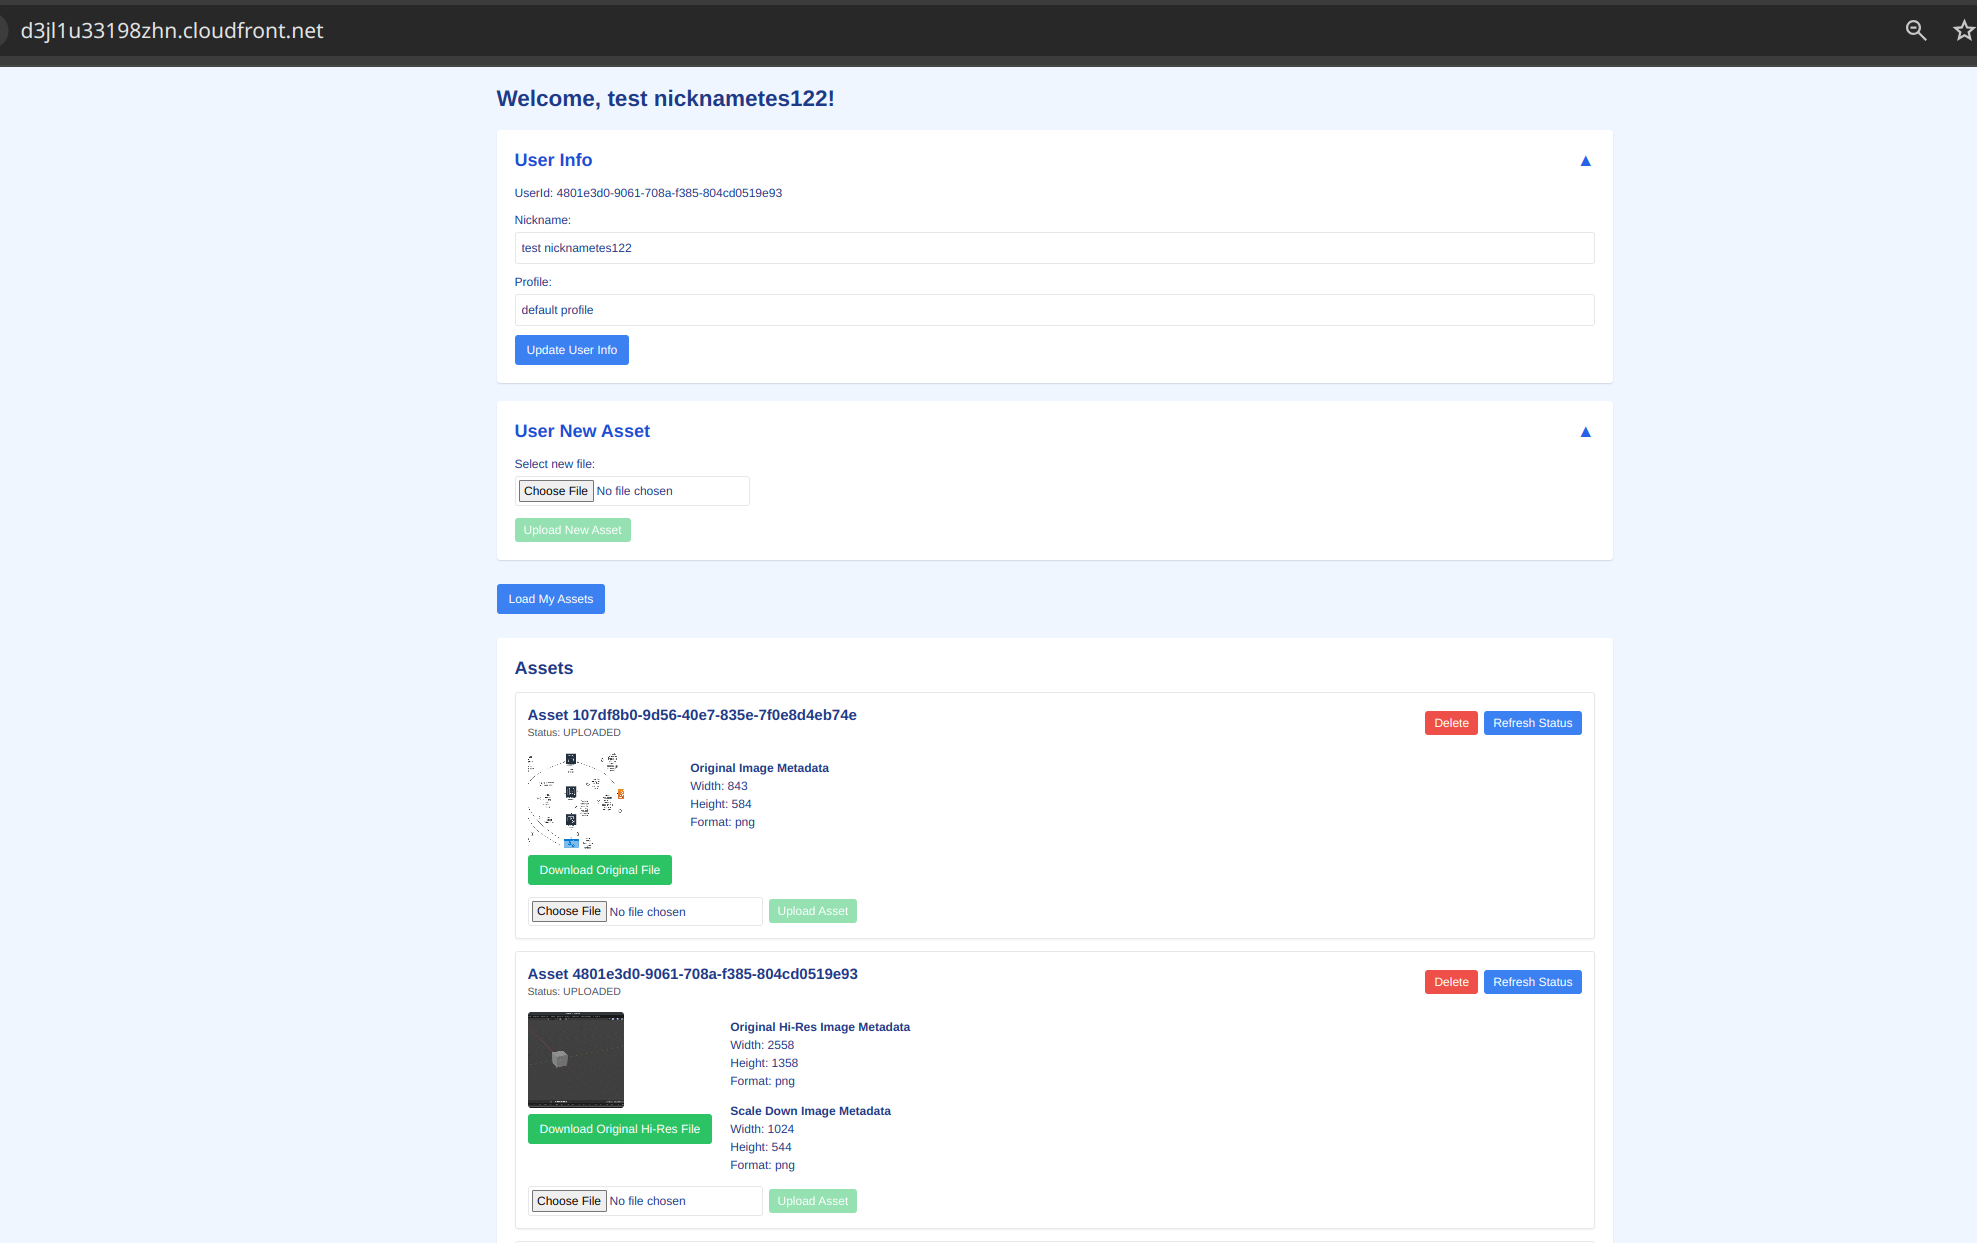 d3jl1u33198zhn.cloudfront.net
Welcome, test nicknametes122!
User Info ▲
UserId: 4801e3d0-9061-708a-f385-804cd0519e93
Nickname:
test nicknametes122
Profile:
default profile
Update User Info
User New Asset ▲
Select new file:
Choose File No file chosen
Upload New Asset
Load My Assets
Assets
Asset 107df8b0-9d56-40e7-835e-7f0e8d4eb74e
Delete Refresh Status
Status: UPLOADED
Original Image Metadata
Width: 843
Height: 584
Format: png
Download Original File
Choose File No file chosen Upload Asset
Asset 4801e3d0-9061-708a-f385-804cd0519e93
Delete Refresh Status
Status: UPLOADED
Original Hi-Res Image Metadata
Width: 2558
Height: 1358
Format: png
Scale Down Image Metadata
Width: 1024
Height: 544
Format: png
Download Original Hi-Res File
Choose File No file chosen Upload Asset